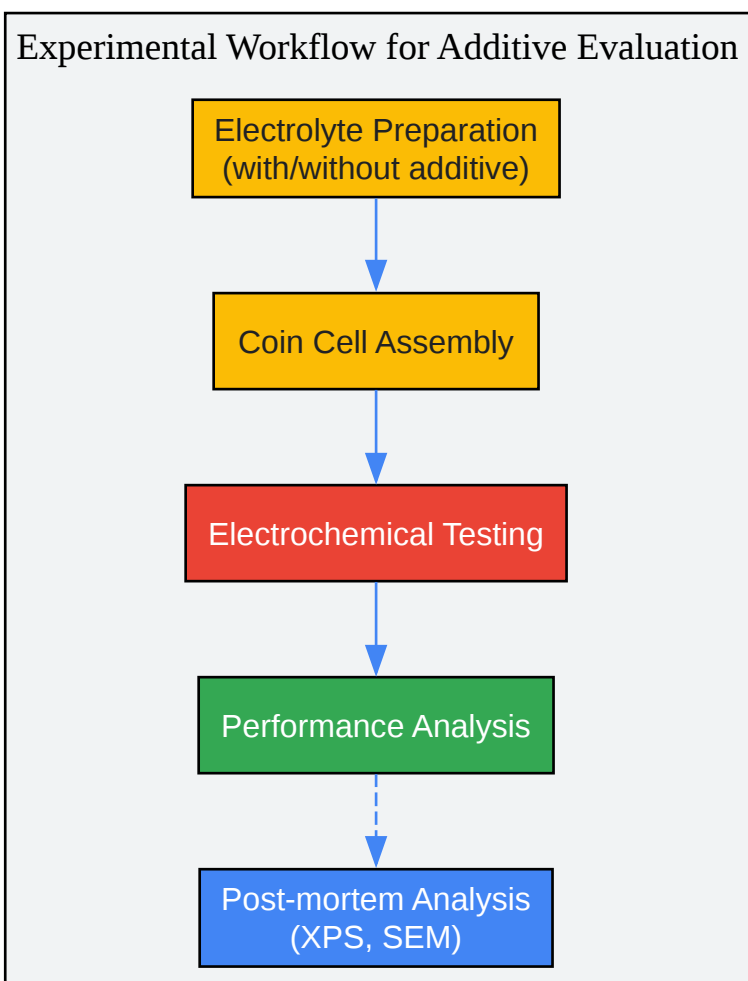 Experimental Workflow for Additive Evaluation
Electrolyte Preparation
(with/without additive)
Coin Cell Assembly
Electrochemical Testing
Performance Analysis
Post-mortem Analysis
(XPS, SEM)